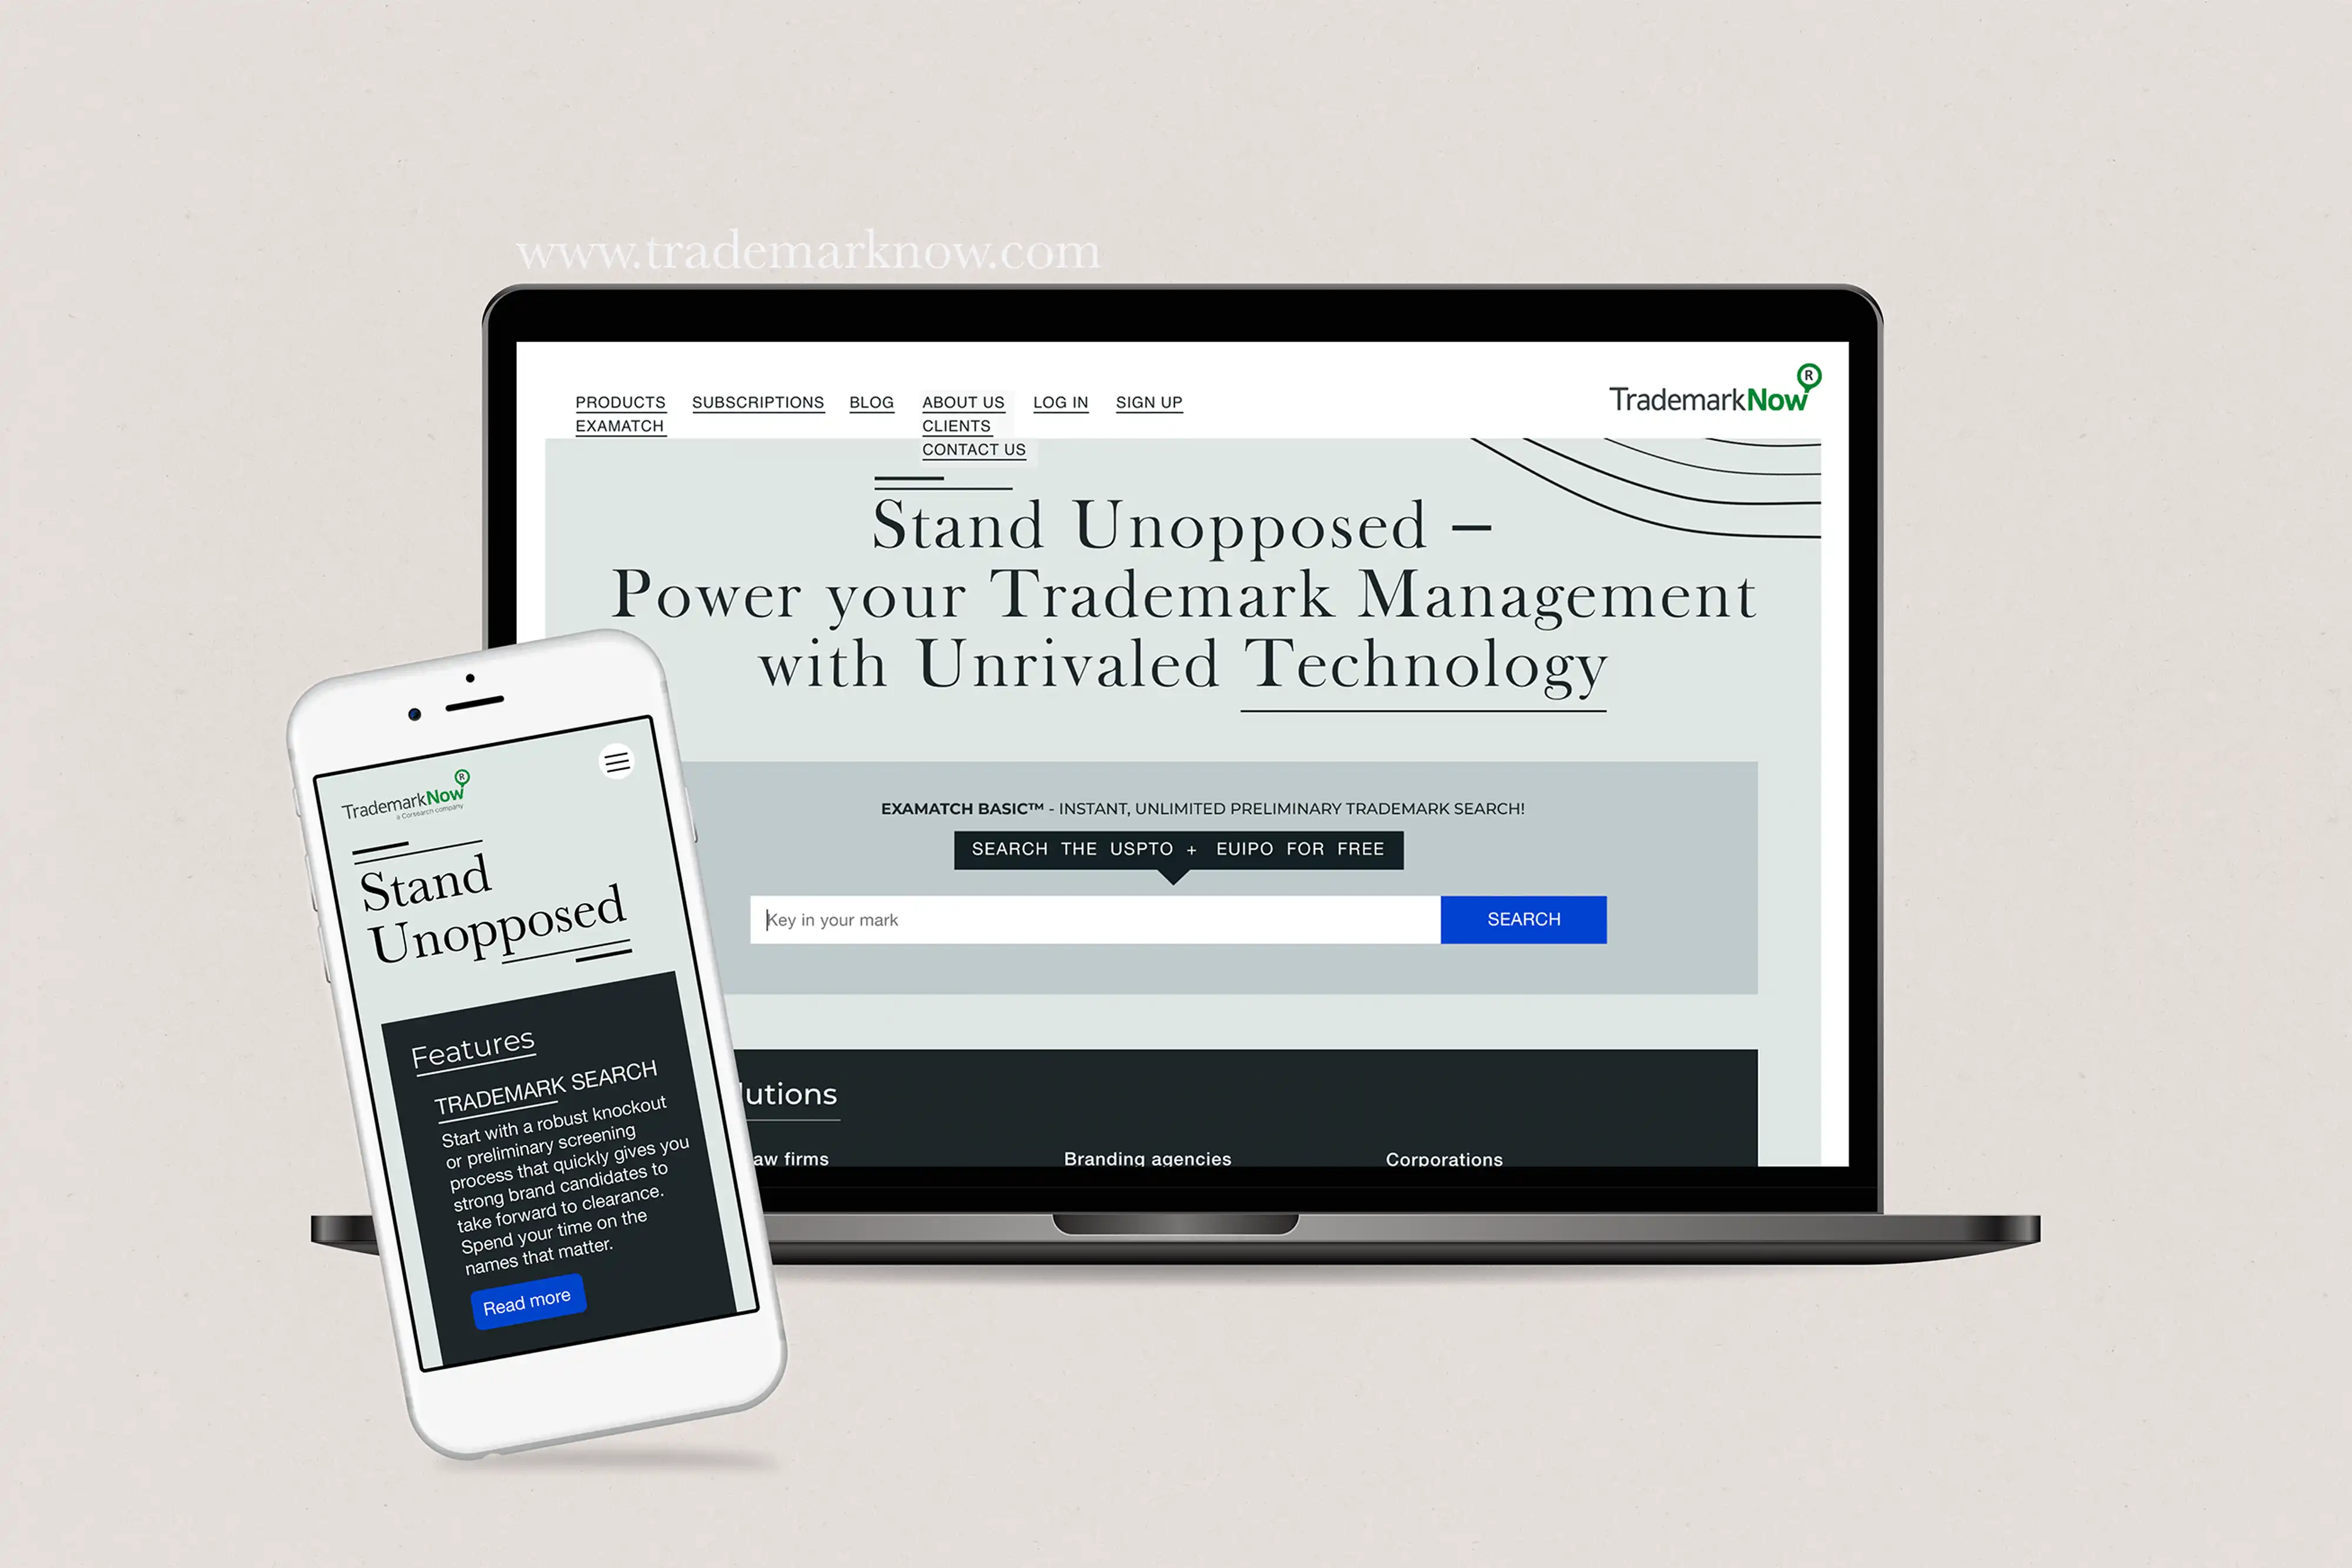 www.trademarknow.com
PRODUCTS SUBSCRIPTIONS BLOG ABOUT US LOG IN SIGN UP
EXAMATCH CLIENTS
CONTACT US
TrademarkNow R
Stand Unopposed –
Power your Trademark Management
with Unrivaled Technology
EXAMATCH BASIC™ - INSTANT, UNLIMITED PRELIMINARY TRADEMARK SEARCH!
SEARCH THE USPTO + EUIPO FOR FREE
Key in your mark SEARCH
lutions
aw firms Branding agencies Corporations
TrademarkNow R
a Corsearch company
Stand
Unopposed
Features
TRADEMARK SEARCH
Start with a robust knockout
or preliminary screening
process that quickly gives you
strong brand candidates to
take forward to clearance.
Spend your time on the
names that matter.
Read more